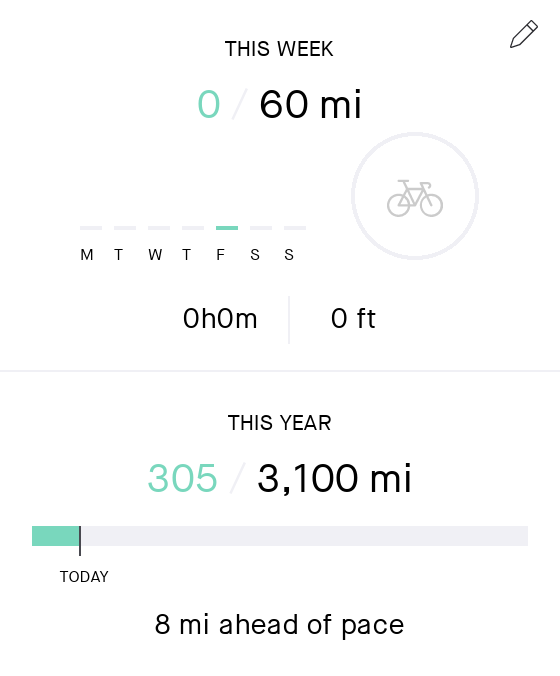 THIS WEEK
0 / 60 mi
M T W T F S S
0h0m 0 ft
THIS YEAR
305 / 3,100 mi
TODAY
8 mi ahead of pace